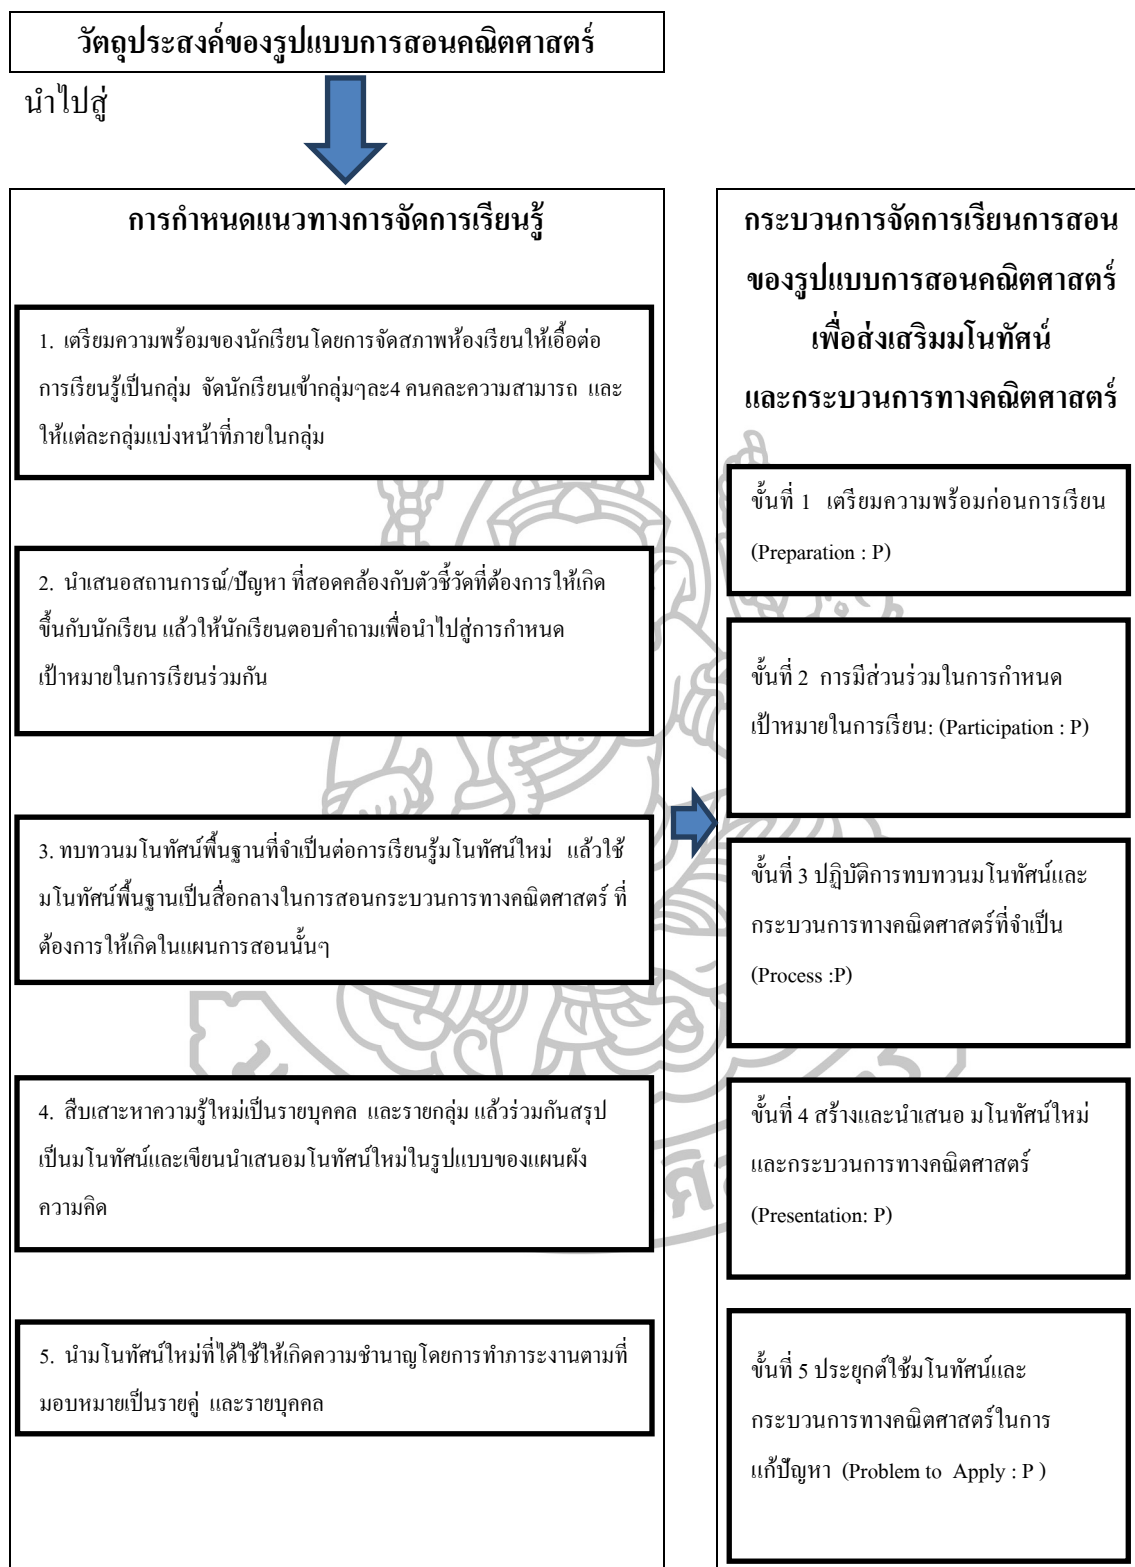 วัตถุประสงค์ของรูปแบบการสอนคณิตศาสตร์
นำไปสู่
การกำหนดแนวทางการจัดการเรียนรู้
1. เตรียมความพร้อมของนักเรียนโดยการจัดสภาพห้องเรียนให้เอื้อต่อ
การเรียนรู้เป็นกลุ่ม จัดนักเรียนเข้ากลุ่มๆละ4 คนคละความสามารถ และ
ให้แต่ละกลุ่มแบ่งหน้าที่ภายในกลุ่ม
2. นำเสนอสถานการณ์/ปัญหา ที่สอดคล้องกับตัวชี้วัดที่ต้องการให้เกิด
ขึ้นกับนักเรียน แล้วให้นักเรียนตอบคำถามเพื่อนำไปสู่การกำหนด
เป้าหมายในการเรียนร่วมกัน
3. ทบทวนมโนทัศน์พื้นฐานที่จำเป็นต่อการเรียนรู้มโนทัศน์ใหม่ แล้วใช้
มโนทัศน์พื้นฐานเป็นสื่อกลางในการสอนกระบวนการทางคณิตศาสตร์ ที่
ต้องการให้เกิดในแผนการสอนนั้นๆ
4. สืบเสาะหาความรู้ใหม่เป็นรายบุคคล และรายกลุ่ม แล้วร่วมกันสรุป
เป็นมโนทัศน์และเขียนนำเสนอมโนทัศน์ใหม่ในรูปแบบของแผนผัง
ความคิด
5. นำมโนทัศน์ใหม่ที่ได้ใช้ให้เกิดความชำนาญโดยการทำภาระงานตามที่
มอบหมายเป็นรายคู่ และรายบุคคล
กระบวนการจัดการเรียนการสอน
ของรูปแบบการสอนคณิตศาสตร์
เพื่อส่งเสริมมโนทัศน์
และกระบวนการทางคณิตศาสตร์
ขั้นที่ 1 เตรียมความพร้อมก่อนการเรียน
(Preparation : P)
ขั้นที่ 2 การมีส่วนร่วมในการกำหนด
เป้าหมายในการเรียน: (Participation : P)
ขั้นที่ 3 ปฏิบัติการทบทวนมโนทัศน์และ
กระบวนการทางคณิตศาสตร์ที่จำเป็น
(Process :P)
ขั้นที่ 4 สร้างและนำเสนอ มโนทัศน์ใหม่
และกระบวนการทางคณิตศาสตร์
(Presentation: P)
ขั้นที่ 5 ประยุกต์ใช้มโนทัศน์และ
กระบวนการทางคณิตศาสตร์ในการ
แก้ปัญหา (Problem to Apply : P )